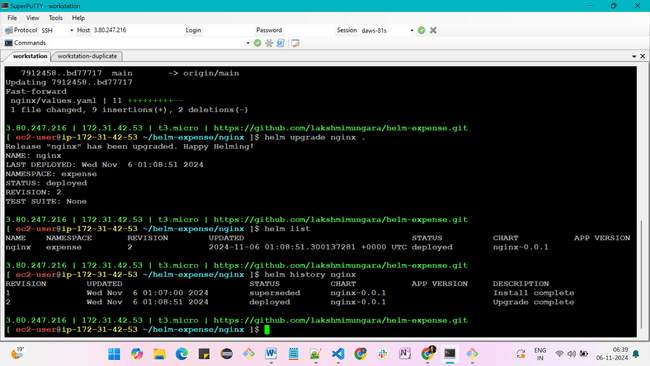 SuperPuTTY - workstation
File View Tools Help
Protocol SSH Host 3.80.247.216 Login Password Session daws-81s
Commands
workstation workstation-duplicate
7912458..bd77717 main -> origin/main
Updating 7912458..bd77717
Fast-forward
nginx/values.yaml | 11 +++++++++--
1 file changed, 9 insertions(+), 2 deletions(-)
3.80.247.216 | 172.31.42.53 | t3.micro | https://github.com/lakshmimungara/helm-expense.git
[ ec2-user@ip-172-31-42-53 ~/helm-expense/nginx ]$ helm upgrade nginx .
Release "nginx" has been upgraded. Happy Helming!
NAME: nginx
LAST DEPLOYED: Wed Nov 6 01:08:51 2024
NAMESPACE: expense
STATUS: deployed
REVISION: 2
TEST SUITE: None
3.80.247.216 | 172.31.42.53 | t3.micro | https://github.com/lakshmimungara/helm-expense.git
[ ec2-user@ip-172-31-42-53 ~/helm-expense/nginx ]$ helm list
NAME NAMESPACE REVISION UPDATED STATUS CHART APP VERSION
nginx expense 2 2024-11-06 01:08:51.300137281 +0000 UTC deployed nginx-0.0.1
3.80.247.216 | 172.31.42.53 | t3.micro | https://github.com/lakshmimungara/helm-expense.git
[ ec2-user@ip-172-31-42-53 ~/helm-expense/nginx ]$ helm history nginx
REVISION UPDATED STATUS CHART APP VERSION DESCRIPTION
1 Wed Nov 6 01:07:00 2024 superseded nginx-0.0.1 Install complete
2 Wed Nov 6 01:08:51 2024 deployed nginx-0.0.1 Upgrade complete
3.80.247.216 | 172.31.42.53 | t3.micro | https://github.com/lakshmimungara/helm-expense.git
[ ec2-user@ip-172-31-42-53 ~/helm-expense/nginx ]$
19°
ENG
IN
06:39
06-11-2024